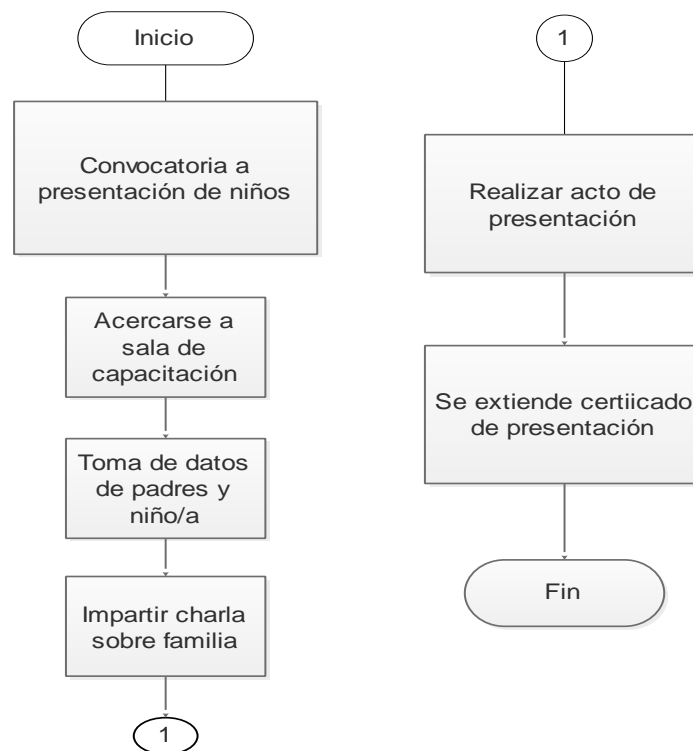 Inicio
Convocatoria a
presentación de niños
Acercarse a
sala de
capacitación
Toma de datos
de padres y
niño/a
Impartir charla
sobre familia
1
1
Realizar acto de
presentación
Se extiende certiicado
de presentación
Fin